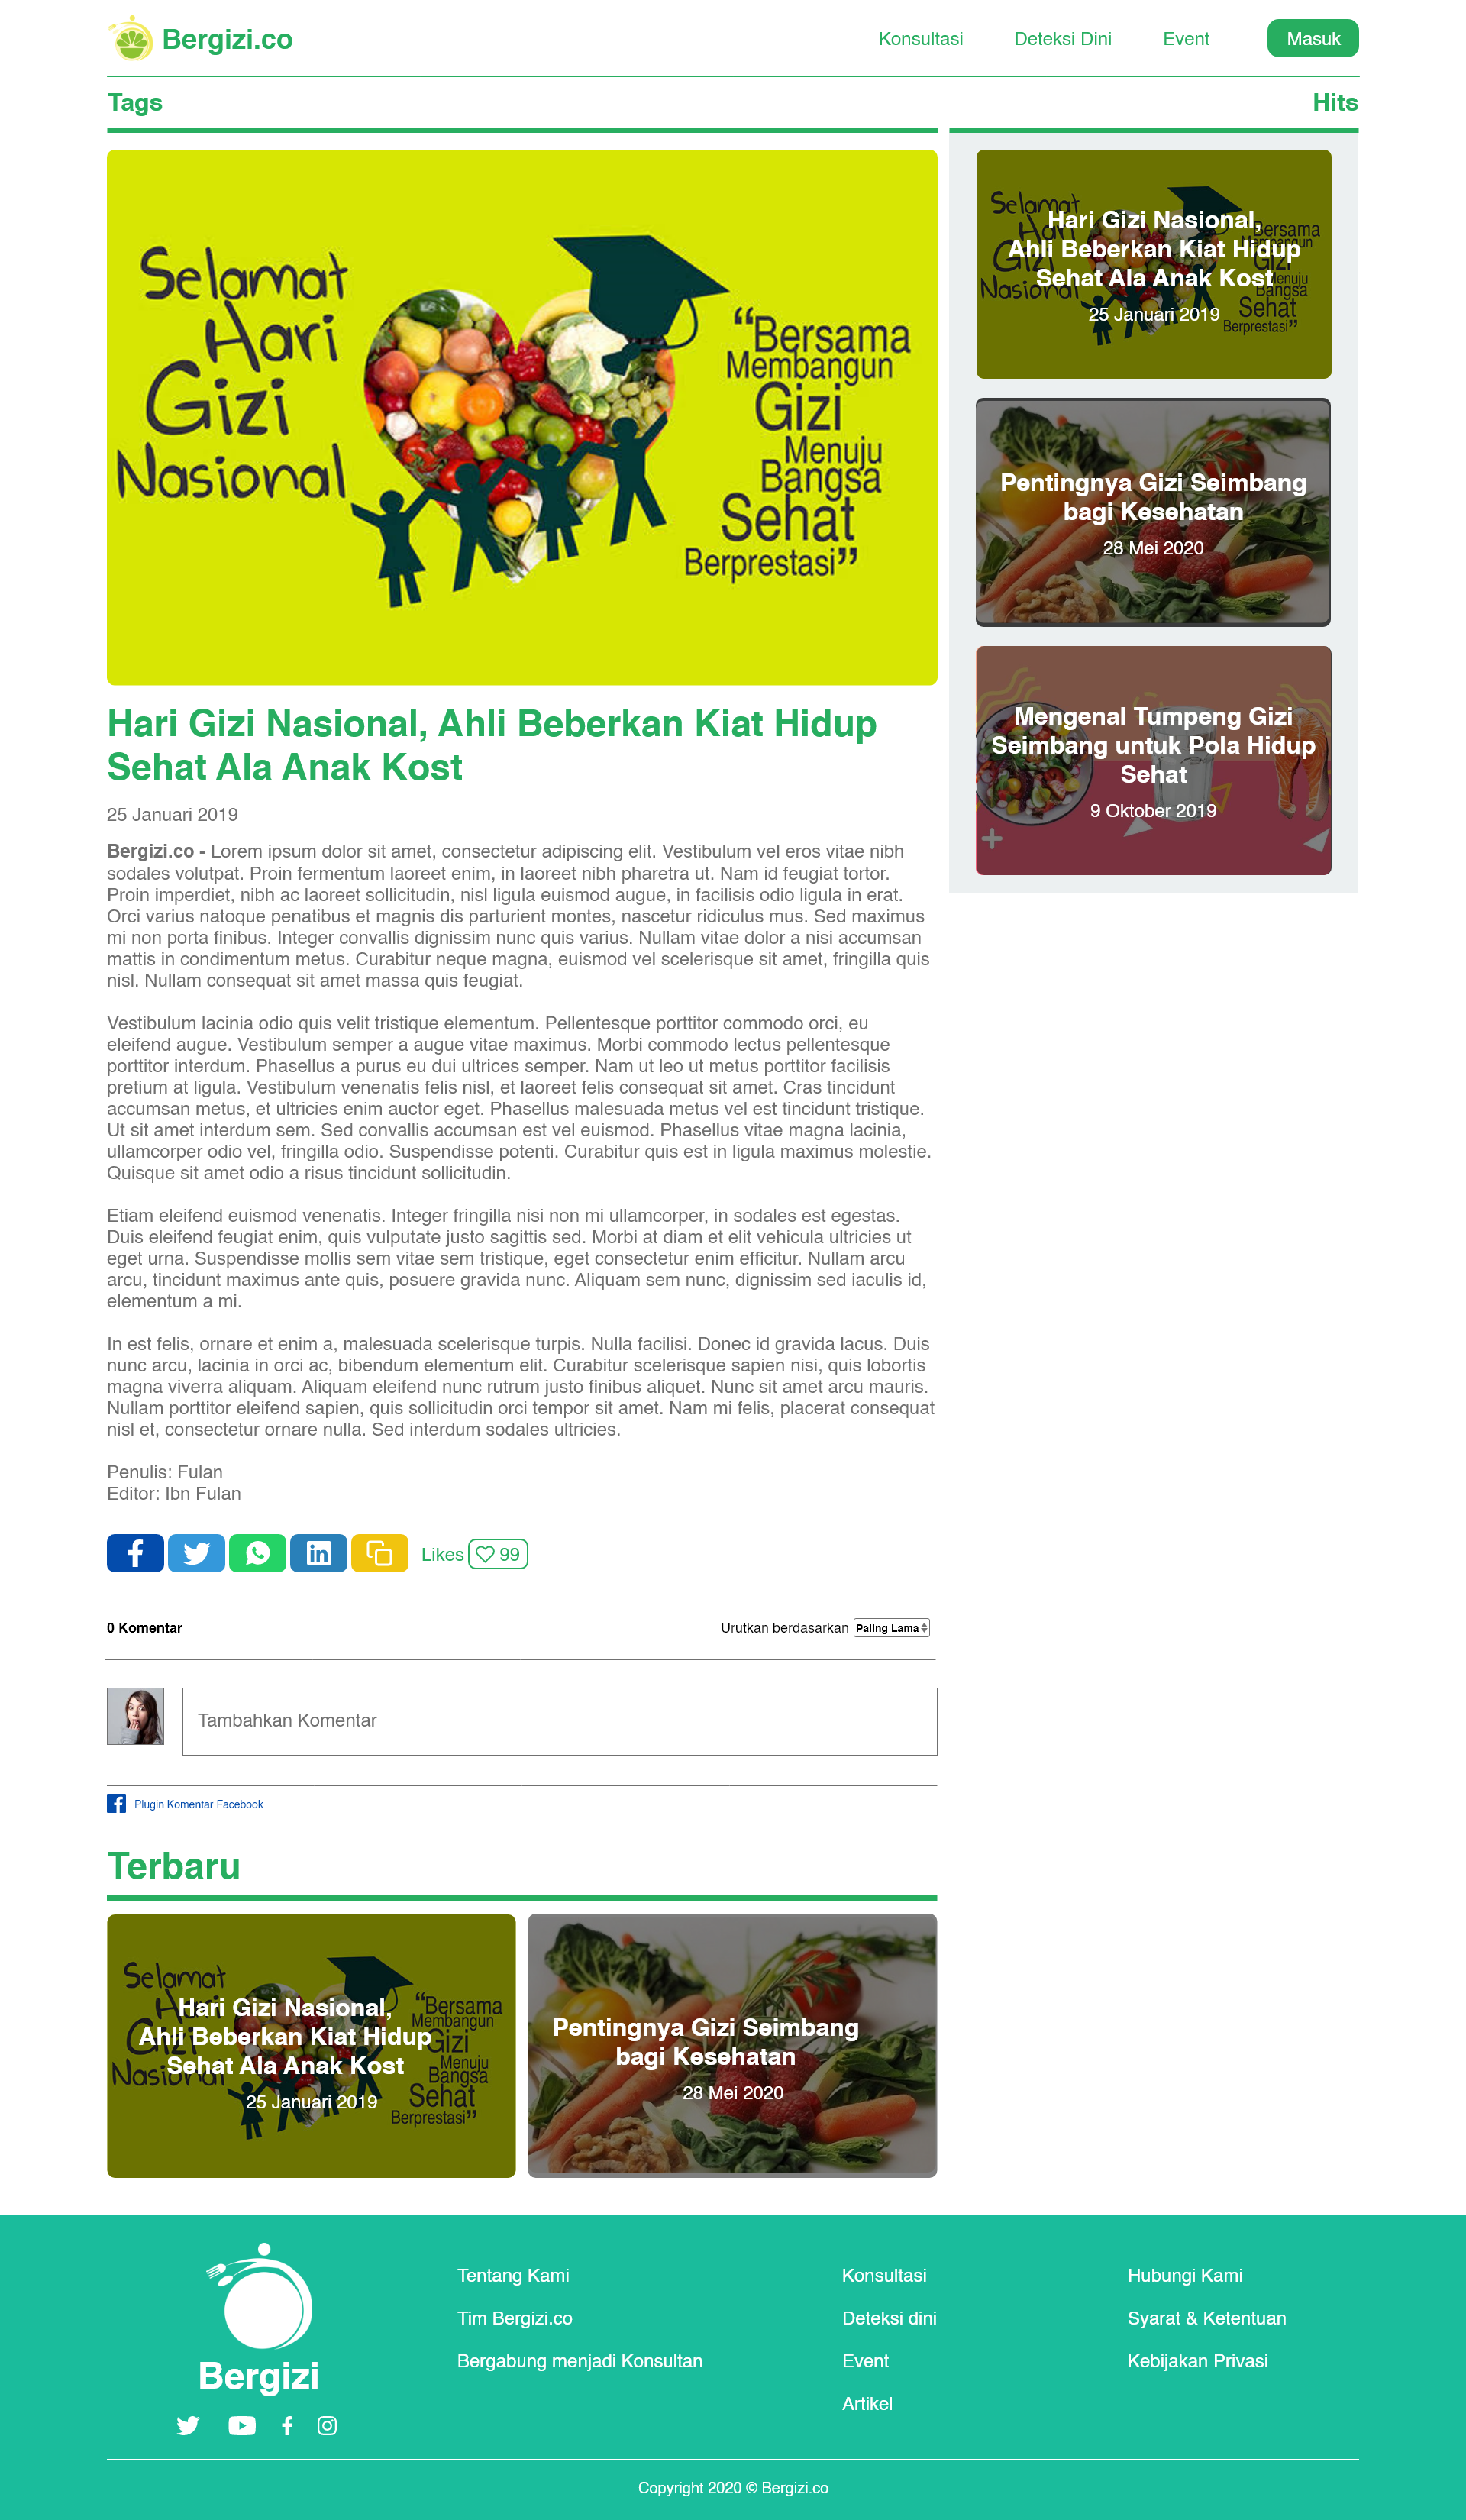 Bergizi.co
Konsultasi
Deteksi Dini
Event
Masuk
Tags
Hits
Selamat
Hari
Gizi
Nasional
“Bersama
Membangun
Gizi
Menuju
Bangsa
Sehat
Berprestasi”
Hari Gizi Nasional,
Ahli Beberkan Kiat Hidup
Sehat Ala Anak Kost
25 Januari 2019
Selamat
Hari
Gizi
Nasional
“Bersama
Membangun
Gizi
Menuju
Bangsa
Sehat
Berprestasi”
Pentingnya Gizi Seimbang
bagi Kesehatan
28 Mei 2020
Mengenal Tumpeng Gizi
Seimbang untuk Pola Hidup
Sehat
9 Oktober 2019
Hari Gizi Nasional, Ahli Beberkan Kiat Hidup
Sehat Ala Anak Kost
25 Januari 2019
Bergizi.co - Lorem ipsum dolor sit amet, consectetur adipiscing elit. Vestibulum vel eros vitae nibh
sodales volutpat. Proin fermentum laoreet enim, in laoreet nibh pharetra ut. Nam id feugiat tortor.
Proin imperdiet, nibh ac laoreet sollicitudin, nisl ligula euismod augue, in facilisis odio ligula in erat.
Orci varius natoque penatibus et magnis dis parturient montes, nascetur ridiculus mus. Sed maximus
mi non porta finibus. Integer convallis dignissim nunc quis varius. Nullam vitae dolor a nisi accumsan
mattis in condimentum metus. Curabitur neque magna, euismod vel scelerisque sit amet, fringilla quis
nisl. Nullam consequat sit amet massa quis feugiat.
Vestibulum lacinia odio quis velit tristique elementum. Pellentesque porttitor commodo orci, eu
eleifend augue. Vestibulum semper a augue vitae maximus. Morbi commodo lectus pellentesque
porttitor interdum. Phasellus a purus eu dui ultrices semper. Nam ut leo ut metus porttitor facilisis
pretium at ligula. Vestibulum venenatis felis nisl, et laoreet felis consequat sit amet. Cras tincidunt
accumsan metus, et ultricies enim auctor eget. Phasellus malesuada metus vel est tincidunt tristique.
Ut sit amet interdum sem. Sed convallis accumsan est vel euismod. Phasellus vitae magna lacinia,
ullamcorper odio vel, fringilla odio. Suspendisse potenti. Curabitur quis est in ligula maximus molestie.
Quisque sit amet odio a risus tincidunt sollicitudin.
Etiam eleifend euismod venenatis. Integer fringilla nisi non mi ullamcorper, in sodales est egestas.
Duis eleifend feugiat enim, quis vulputate justo sagittis sed. Morbi at diam et elit vehicula ultricies ut
eget urna. Suspendisse mollis sem vitae sem tristique, eget consectetur enim efficitur. Nullam arcu
arcu, tincidunt maximus ante quis, posuere gravida nunc. Aliquam sem nunc, dignissim sed iaculis id,
elementum a mi.
In est felis, ornare et enim a, malesuada scelerisque turpis. Nulla facilisi. Donec id gravida lacus. Duis
nunc arcu, lacinia in orci ac, bibendum elementum elit. Curabitur scelerisque sapien nisi, quis lobortis
magna viverra aliquam. Aliquam eleifend nunc rutrum justo finibus aliquet. Nunc sit amet arcu mauris.
Nullam porttitor eleifend sapien, quis sollicitudin orci tempor sit amet. Nam mi felis, placerat consequat
nisl et, consectetur ornare nulla. Sed interdum sodales ultricies.
Penulis: Fulan
Editor: Ibn Fulan
Likes 99
0 Komentar
Urutkan berdasarkan Paling Lama
Tambahkan Komentar
Plugin Komentar Facebook
Terbaru
Hari Gizi Nasional,
Ahli Beberkan Kiat Hidup
Sehat Ala Anak Kost
25 Januari 2019
Selamat
Hari
Gizi
Nasional
“Bersama
Membangun
Gizi
Menuju
Bangsa
Sehat
Berprestasi”
Pentingnya Gizi Seimbang
bagi Kesehatan
28 Mei 2020
Bergizi
Tentang Kami
Tim Bergizi.co
Bergabung menjadi Konsultan
Konsultasi
Deteksi dini
Event
Artikel
Hubungi Kami
Syarat & Ketentuan
Kebijakan Privasi
Copyright 2020 © Bergizi.co